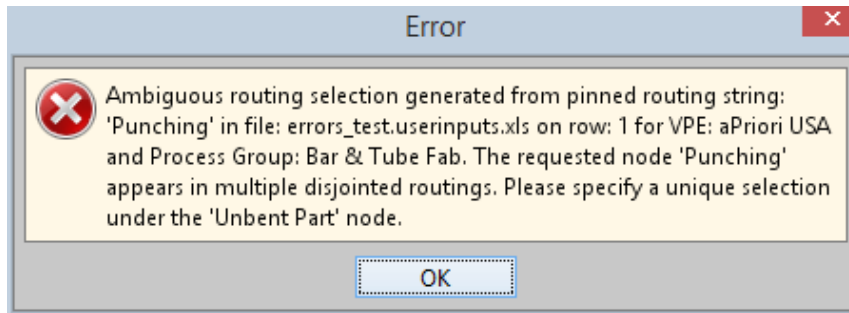 Error
Ambiguous routing selection generated from pinned routing string:
'Punching' in file: errors_test.userinputs.xls on row: 1 for VPE: aPriori USA
and Process Group: Bar & Tube Fab. The requested node 'Punching'
appears in multiple disjointed routings. Please specify a unique selection
under the 'Unbent Part' node.
OK